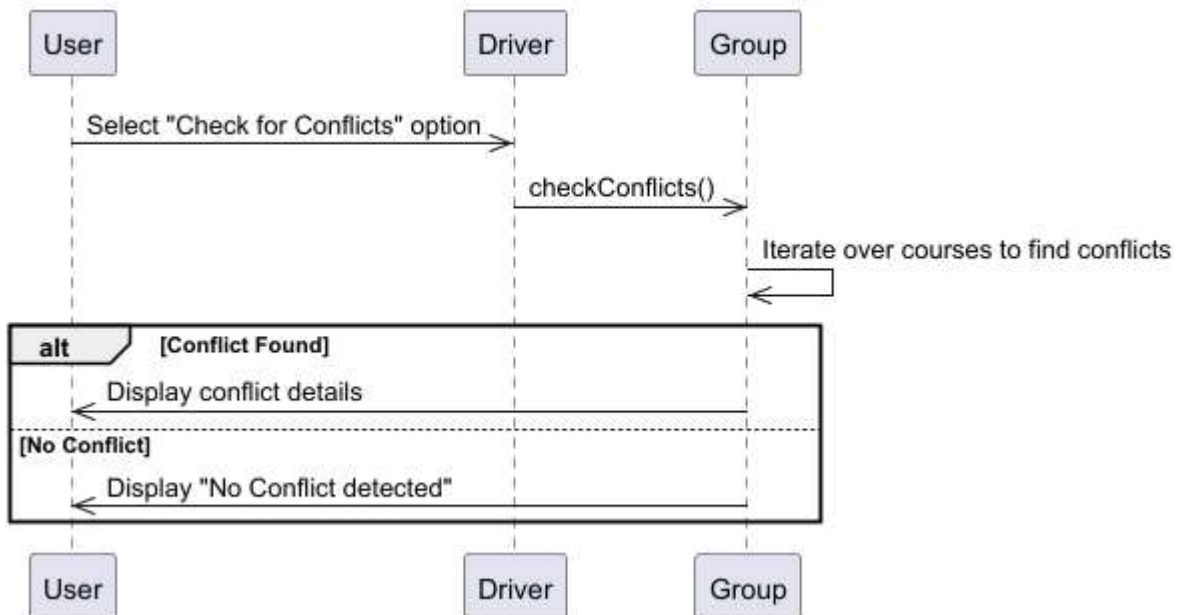 User Driver Group
Select "Check for Conflicts" option
checkConflicts()
Iterate over courses to find conflicts
alt [Conflict Found]
Display conflict details
[No Conflict]
Display "No Conflict detected"
User Driver Group